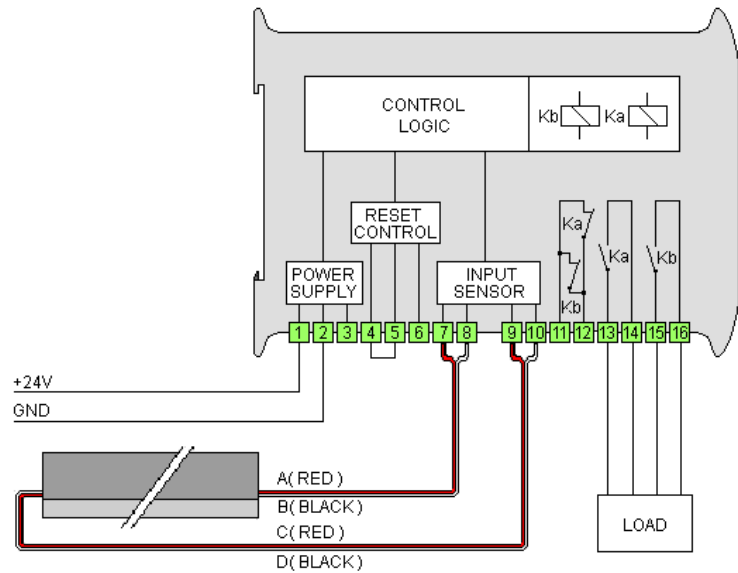 CONTROL
LOGIC
Kb Ka
RESET
CONTROL
POWER
SUPPLY
INPUT
SENSOR
Ka
Kb
Ka
Kb
1 2 3 4 5 6 7 8 9 10 11 12 13 14 15 16
+24V
GND
A(RED)
B(BLACK)
C(RED)
D(BLACK)
LOAD